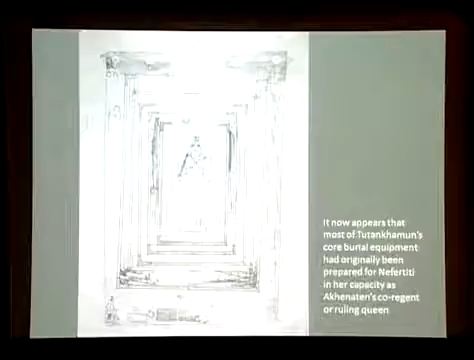 It now appears that
most of Tutankhamun's
core burial equipment
had originally been
prepared for Nefertiti
in her capacity as
Akhenaten's co-regent
or ruling queen